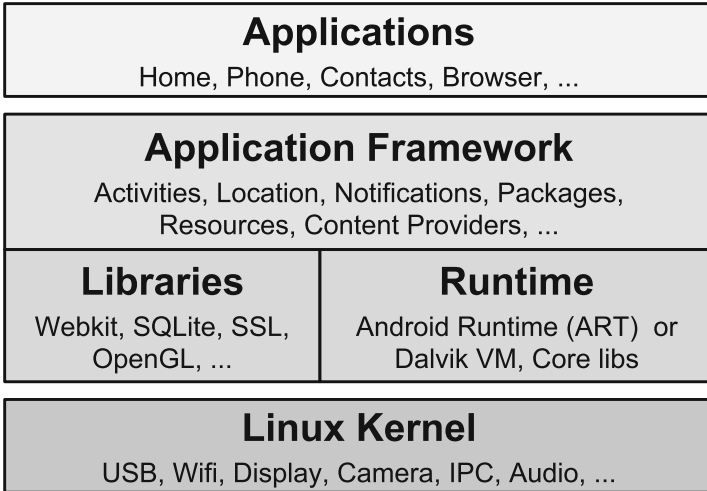 Applications
Home, Phone, Contacts, Browser, ...
Application Framework
Activities, Location, Notifications, Packages,
Resources, Content Providers, ...
Libraries
Webkit, SQLite, SSL,
OpenGL, ...
Runtime
Android Runtime (ART) or
Dalvik VM, Core libs
Linux Kernel
USB, Wifi, Display, Camera, IPC, Audio, ...